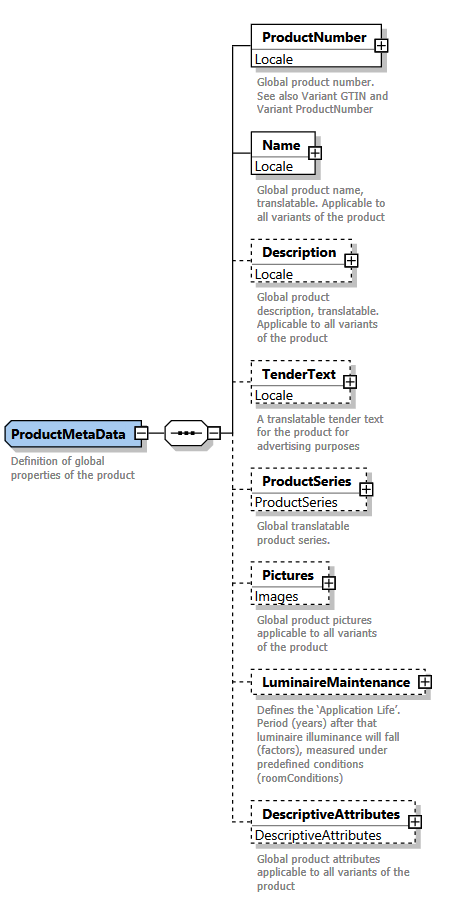 ProductNumber
Locale
Global product number.
See also Variant GTIN and
Variant ProductNumber
Name
Locale
Global product name,
translatable. Applicable to
all variants of the product
Description
Locale
Global product
description, translatable.
Applicable to all variants
of the product
TenderText
Locale
A translatable tender text
for the product for
advertising purposes
ProductMetaData
Definition of global
properties of the product
ProductSeries
ProductSeries
Global translatable
product series.
Pictures
Images
Global product pictures
applicable to all variants
of the product
LuminaireMaintenance
Defines the ‘Application Life’.
Period (years) after that
luminaire illuminance will fall
(factors), measured under
predefined conditions
(roomConditions)
DescriptiveAttributes
DescriptiveAttributes
Global product attributes
applicable to all variants of the
product